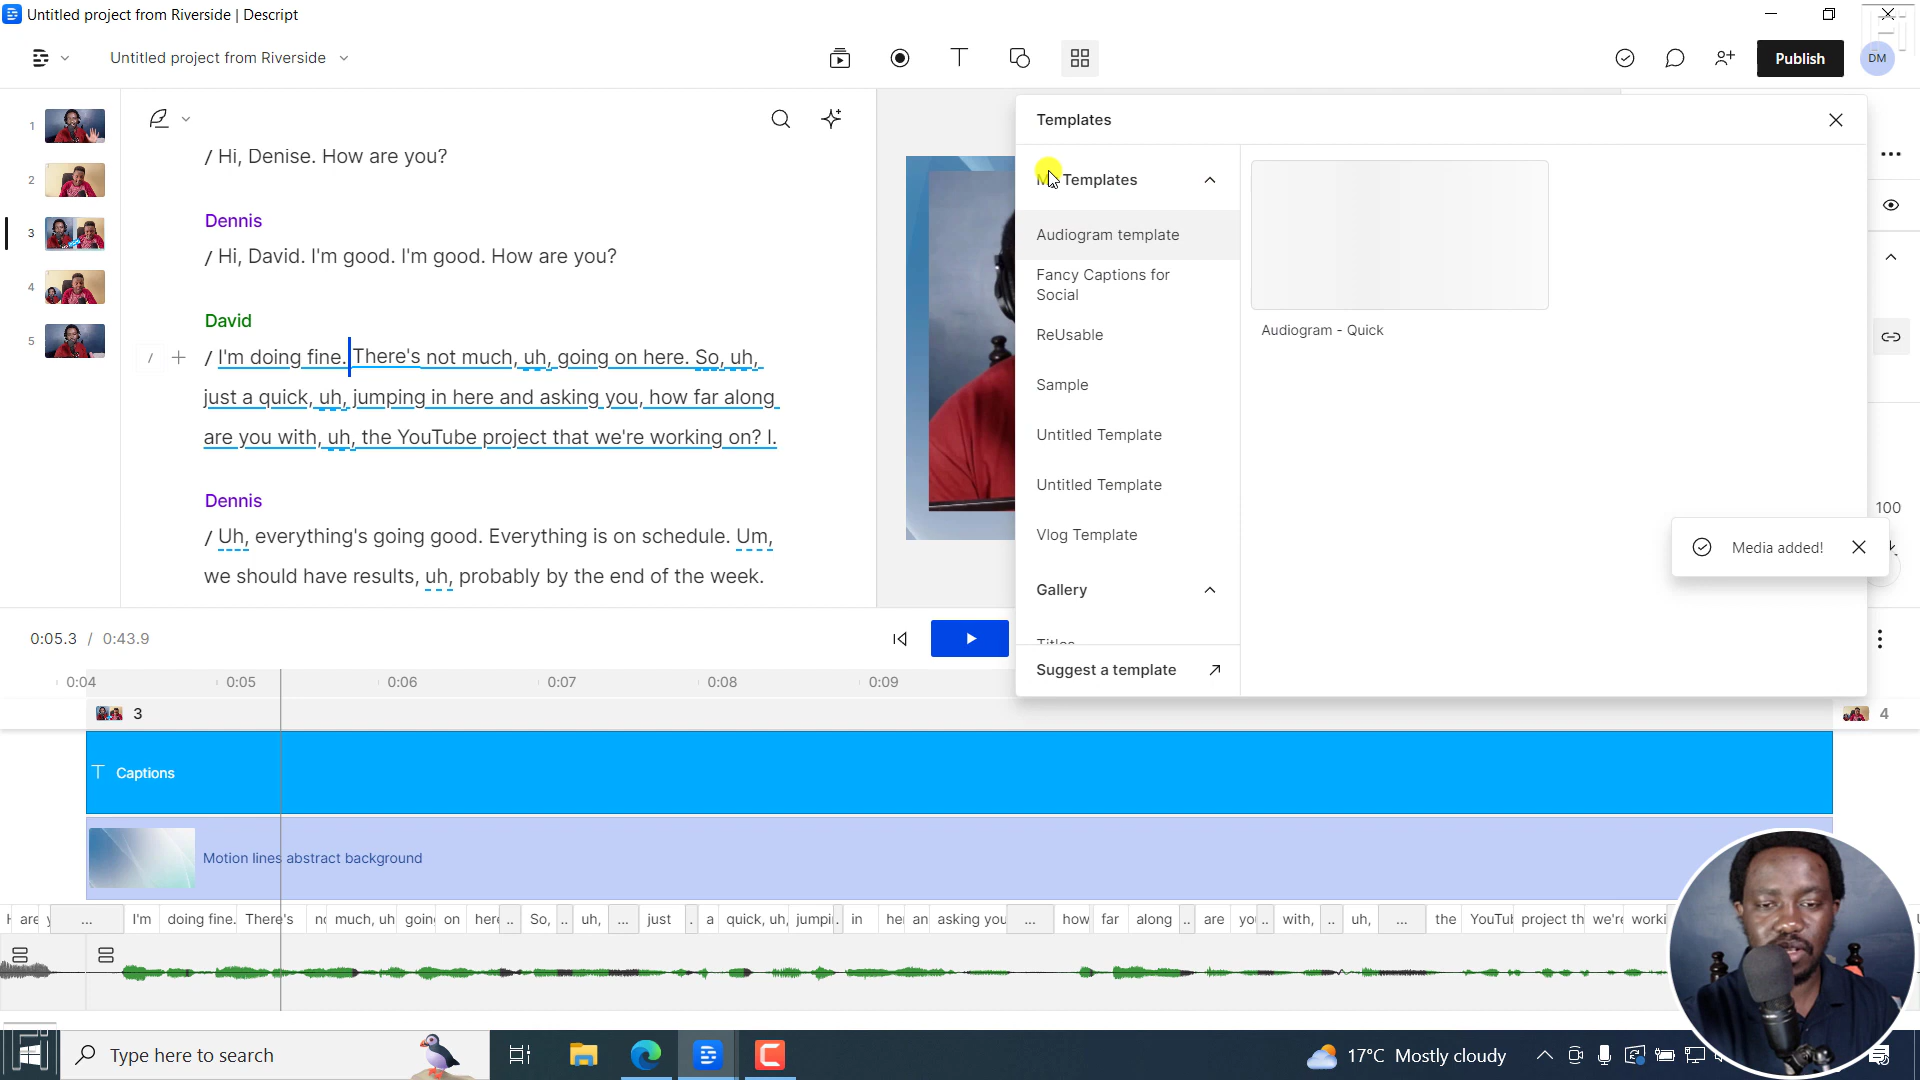 Untitled project from Riverside | Descript
Untitled project from Riverside
Publish
DM
1
2
3
4
5
/ Hi, Denise. How are you?
Dennis
/ Hi, David. I'm good. I'm good. How are you?
David
/ I'm doing fine. There's not much, uh, going on here. So, uh,
just a quick, uh, jumping in here and asking you, how far along
are you with, uh, the YouTube project that we're working on? I.
Dennis
/ Uh, everything's going good. Everything is on schedule. Um,
we should have results, uh, probably by the end of the week.
Templates
Templates
Audiogram template
Fancy Captions for
Social
ReUsable
Sample
Untitled Template
Untitled Template
Vlog Template
Gallery
Titles
Suggest a template
Audiogram - Quick
100
Media added!
0:05.3 / 0:43.9
0:04 0:05 0:06 0:07 0:08 0:09
3
4
Captions
Motion lines abstract background
are ... I'm doing fine. There's much, uh on .. So, .. uh, ... just . a quick, uh, . in an asking ... how far along .. are .. with, .. uh, ... the project we're
Type here to search
17°C Mostly cloudy